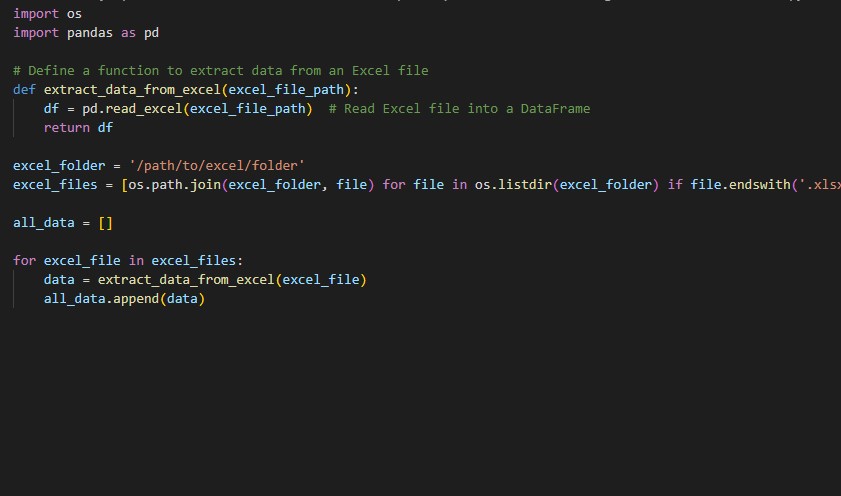 import os
import pandas as pd
# Define a function to extract data from an Excel file
def extract_data_from_excel(excel_file_path):
    df = pd.read_excel(excel_file_path)  # Read Excel file into a DataFrame
    return df
excel_folder = '/path/to/excel/folder'
excel_files = [os.path.join(excel_folder, file) for file in os.listdir(excel_folder) if file.endswith('.xlsx
all_data = []
for excel_file in excel_files:
    data = extract_data_from_excel(excel_file)
    all_data.append(data)